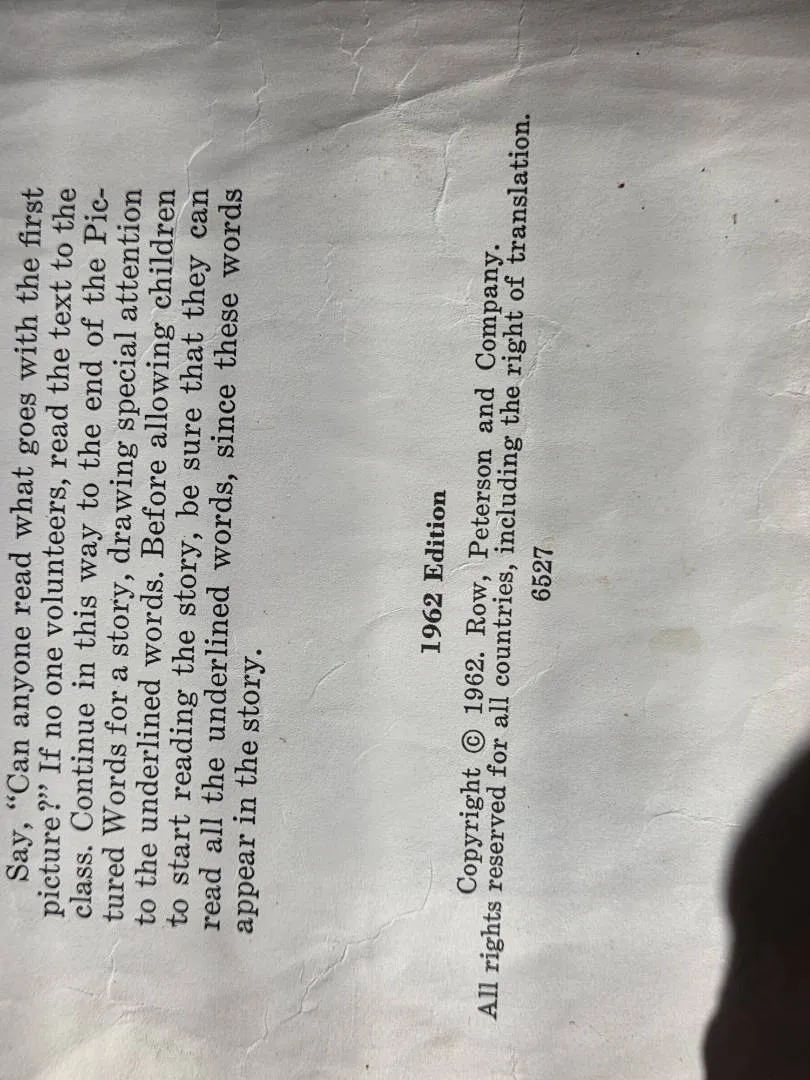 Say, “Can anyone read what goes with the first
picture?” If no one volunteers, read the text to the
class. Continue in this way to the end of the Pic-
tured Words for a story, drawing special attention
to the underlined words. Before allowing children
to start reading the story, be sure that they can
read all the underlined words, since these words
appear in the story.
1962 Edition
Copyright © 1962. Row, Peterson and Company.
All rights reserved for all countries, including the right of translation.
6527